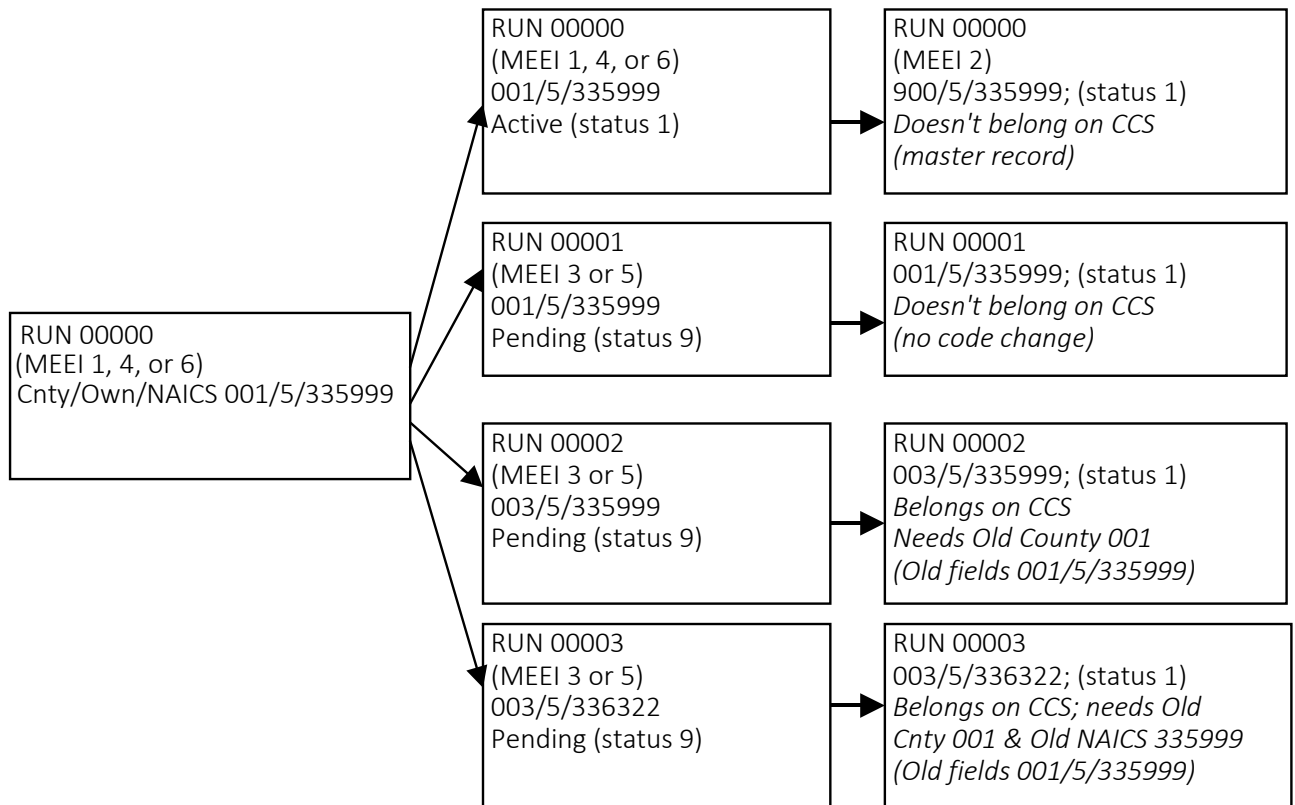 RUN 00000
(MEEI 1, 4, or 6)
Cnty/Own/NAICS 001/5/335999
RUN 00000
(MEEI 1, 4, or 6)
001/5/335999
Active (status 1)
RUN 00000
(MEEI 2)
900/5/335999; (status 1)
Doesn't belong on CCS
(master record)
RUN 00001
(MEEI 3 or 5)
001/5/335999
Pending (status 9)
RUN 00001
001/5/335999; (status 1)
Doesn't belong on CCS
(no code change)
RUN 00002
(MEEI 3 or 5)
003/5/335999
Pending (status 9)
RUN 00002
003/5/335999; (status 1)
Belongs on CCS
Needs Old County 001
(Old fields 001/5/335999)
RUN 00003
(MEEI 3 or 5)
003/5/336322
Pending (status 9)
RUN 00003
003/5/336322; (status 1)
Belongs on CCS; needs Old
Cnty 001 & Old NAICS 335999
(Old fields 001/5/335999)